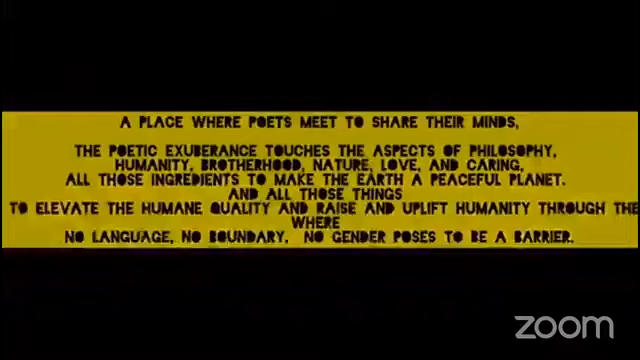 A PLACE WHERE POETS MEET TO SHARE THEIR MINDS,
THE POETIC EXUBERANCE TOUCHES THE ASPECTS OF PHILOSOPHY,
HUMANITY, BROTHERHOOD, NATURE, LOVE, AND CARING,
ALL THOSE INGREDIENTS TO MAKE THE EARTH A PEACEFUL PLANET.
AND ALL THOSE THINGS
TO ELEVATE THE HUMANE QUALITY AND RAISE AND UPLIFT HUMANITY THROUGH THE
WHERE
NO LANGUAGE, NO BOUNDARY, NO GENDER POSES TO BE A BARRIER.
zoom